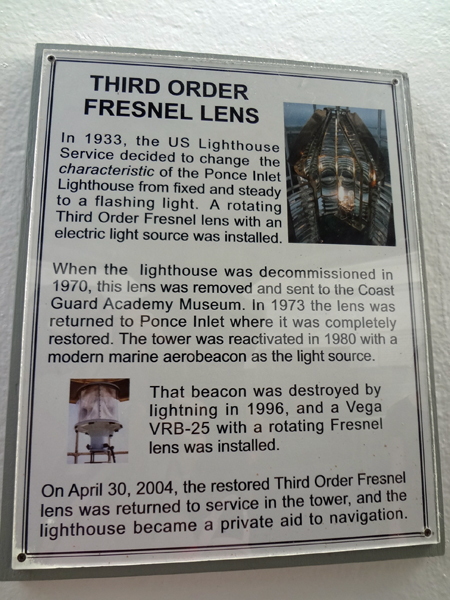 THIRD ORDER
FRESNEL LENS
In 1933, the US Lighthouse
Service decided to change the
characteristic of the Ponce Inlet
Lighthouse from fixed and steady
to a flashing light. A rotating
Third Order Fresnel lens with an
electric light source was installed.
When the lighthouse was decommissioned in
1970, this lens was removed and sent to the Coast
Guard Academy Museum. In 1973 the lens was
returned to Ponce Inlet where it was completely
restored. The tower was reactivated in 1980 with a
modern marine aerobeacon as the light source.
That beacon was destroyed by
lightning in 1996, and a Vega
VRB-25 with a rotating Fresnel
lens was installed.
On April 30, 2004, the restored Third Order Fresnel
lens was returned to service in the tower, and the
lighthouse became a private aid to navigation.